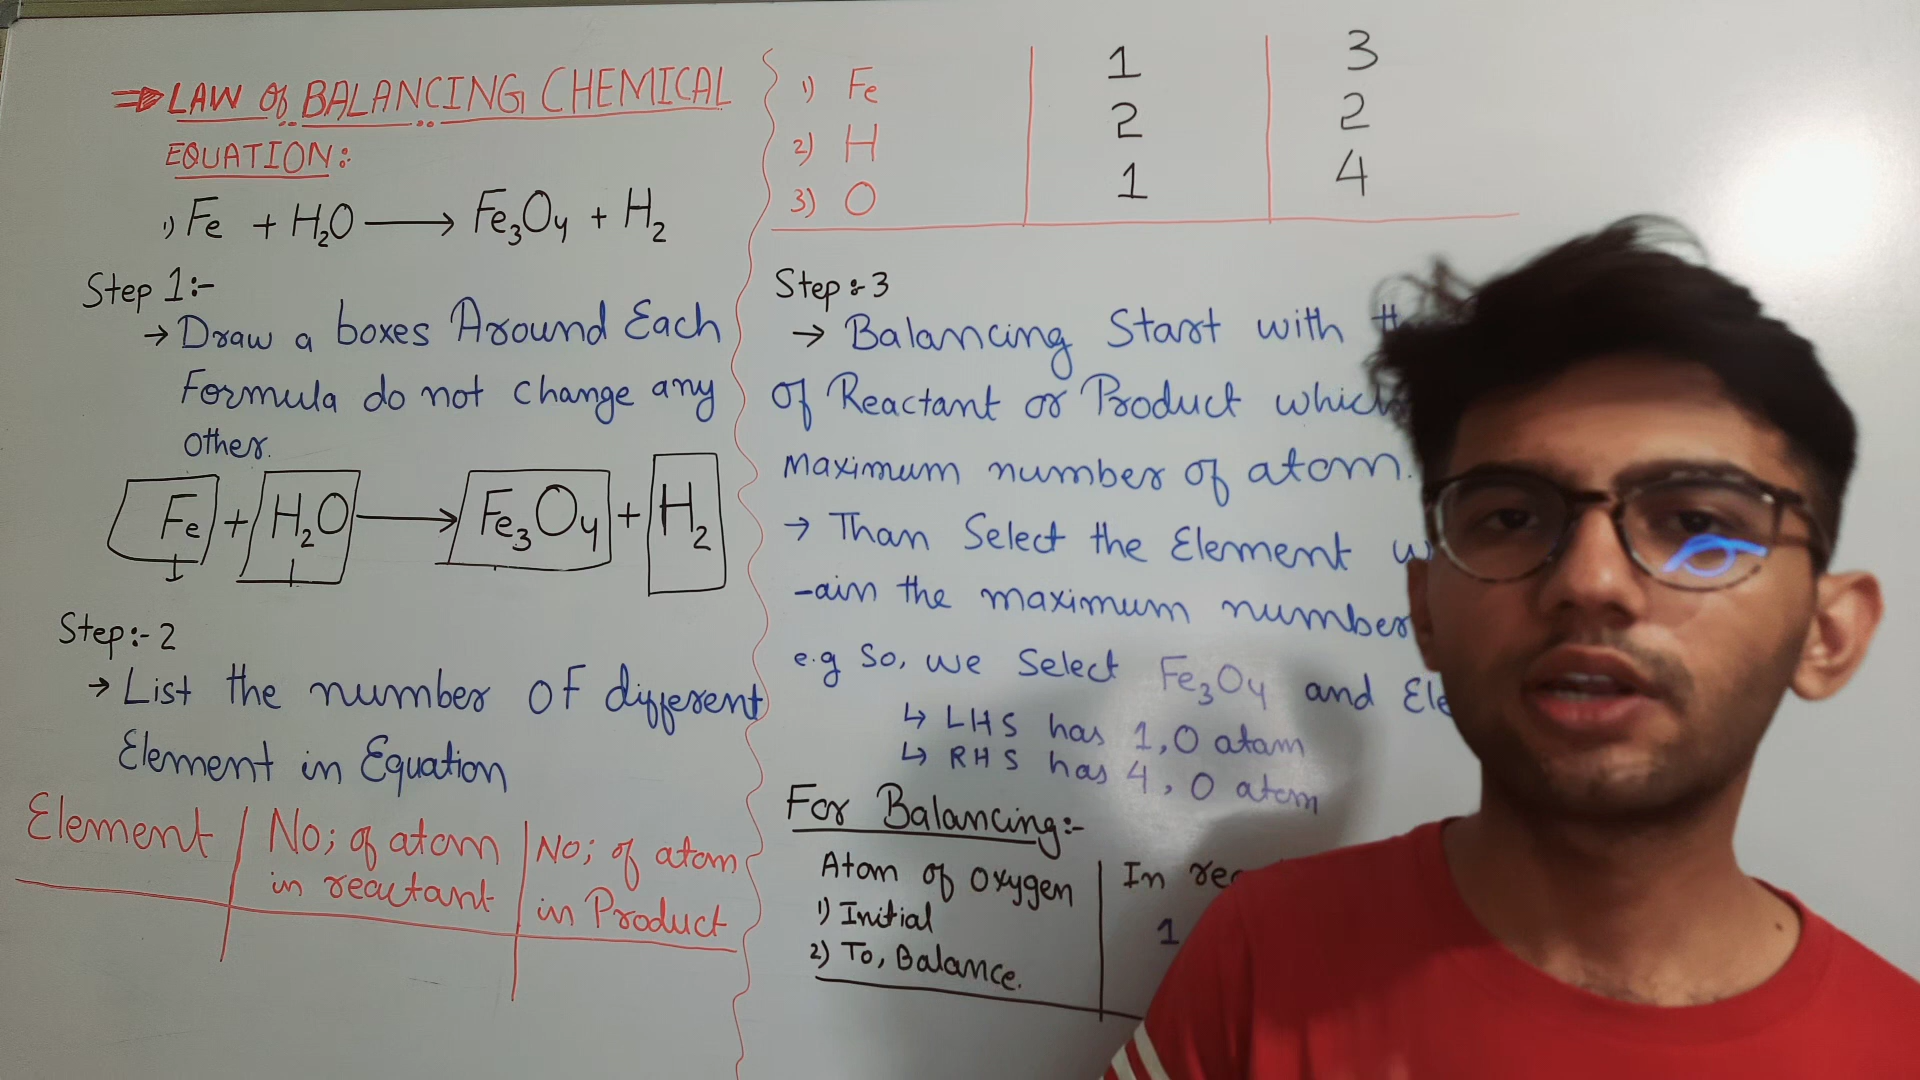 ⇒ LAW of BALANCING CHEMICAL
EQUATION:
1) Fe + H₂O ⟶ Fe₃O₄ + H₂
Step 1:-
→ Draw a boxes Around Each
Formula do not change any
other.
Fe + H₂O ⟶ Fe₃O₄ + H₂
Step:- 2
→ List the number of different
Element in Equation
Element | No; of atom in reactant | No; of atom in Product
1) Fe | 1 | 3
2) H | 2 | 2
3) O | 1 | 4
Step:- 3
→ Balancing Start with
of Reactant or Product which
maximum number of atom.
→ Than Select the Element
-ain the maximum number
e.g So, we Select Fe₃O₄ and
↳ LHS has 1, O atam
↳ RHS has 4, O atom
For Balancing:-
Atom of Oxygen | In
1) Initial | 1
2) To, Balance.